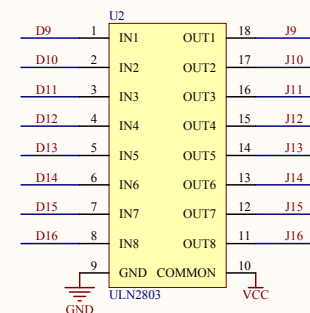 U2
D9 1 IN1 OUT1 18 J9
D10 2 IN2 OUT2 17 J10
D11 3 IN3 OUT3 16 J11
D12 4 IN4 OUT4 15 J12
D13 5 IN5 OUT5 14 J13
D14 6 IN6 OUT6 13 J14
D15 7 IN7 OUT7 12 J15
D16 8 IN8 OUT8 11 J16
9 GND COMMON 10
GND ULN2803 VCC